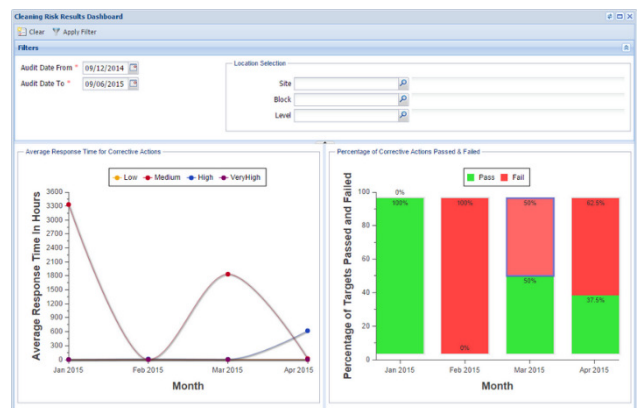 Cleaning Risk Results Dashboard
Clear Apply Filter
Filters
Audit Date From * 09/12/2014
Audit Date To * 09/06/2015
Location Selection
Site
Block
Level
Average Response Time for Corrective Actions
Low Medium High VeryHigh
Average Response Time In Hours
3600
3300
3000
2700
2400
2100
1800
1500
1200
900
600
300
0
Jan 2015 Feb 2015 Mar 2015 Apr 2015
Month
Percentage of Corrective Actions Passed & Failed
Pass Fail
Percentage of Targets Passed and Failed
100
80
60
40
20
0
0%
100% 100% 50% 62.5%
50%
37.5%
0%
Jan 2015 Feb 2015 Mar 2015 Apr 2015
Month